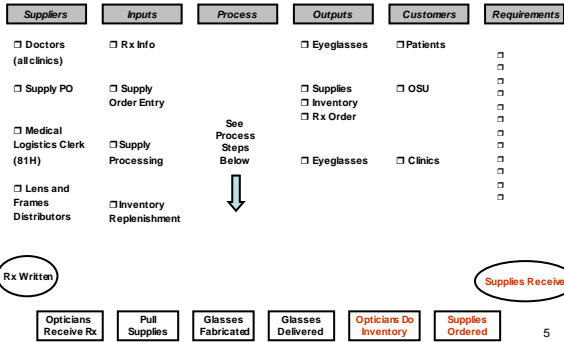 Suppliers
Inputs
Process
Outputs
Customers
Requirements
❒ Doctors
(all clinics)
❒ Supply PO
❒ Medical
Logistics Clerk
(81H)
❒ Lens and
Frames
Distributors
❒ Rx Info
❒ Supply
Order Entry
❒Supply
Processing
❒Inventory
Replenishment
See
Process
Steps
Below
❒ Eyeglasses
❒ Supplies
❒ Inventory
❒ Rx Order
❒ Eyeglasses
❒Patients
❒ OSU
❒ Clinics
Rx Written
Supplies Receive
Opticians
Receive Rx
Pull
Supplies
Glasses
Fabricated
Glasses
Delivered
Opticians Do
Inventory
Supplies
Ordered
5